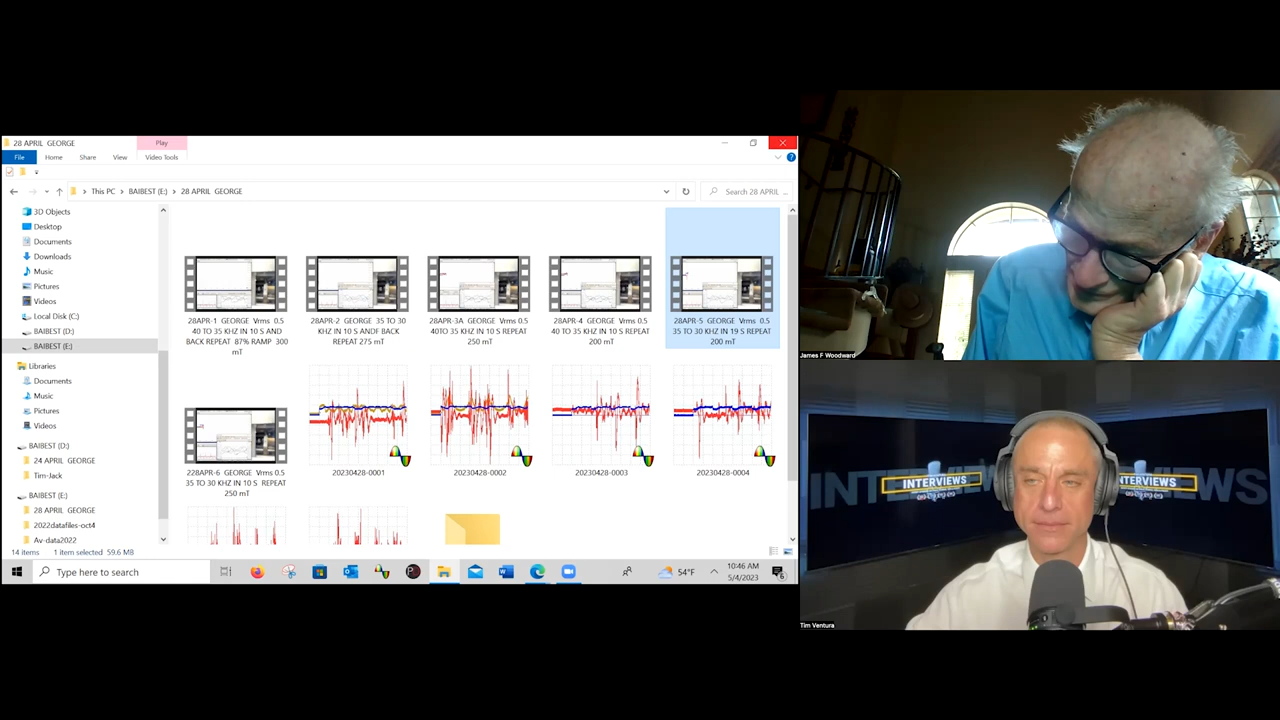 28 APRIL GEORGE
Play
File
Home
Share
View
Video Tools
This PC
BAIBEST (E:)
28 APRIL GEORGE
Search 28 APRIL ...
3D Objects
Desktop
Documents
Downloads
Music
Pictures
Videos
Local Disk (C:)
BAIBEST (D:)
BAIBEST (E:)
Libraries
Documents
Music
Pictures
Videos
BAIBEST (D:)
24 APRIL GEORGE
Tim-Jack
BAIBEST (E:)
28 APRIL GEORGE
2022datafiles-oct4
Av-data2022
28APR-1 GEORGE Vrms 0.5
40 TO 35 KHZ IN 10 S AND
BACK REPEAT 87% RAMP 300
mT
28APR-2 GEORGE 35 TO 30
KHZ IN 10 S ANDF BACK
REPEAT 275 mT
28APR-3A GEORGE Vrms 0.5
40TO 35 KHZ IN 10 S REPEAT
250 mT
28APR-4 GEORGE Vrms 0.5
40 TO 35 KHZ IN 10 S REPEAT
200 mT
28APR-5 GEORGE Vrms 0.5
35 TO 30 KHZ IN 19 S REPEAT
200 mT
228APR-6 GEORGE Vrms 0.5
35 TO 30 KHZ IN 10 S REPEAT
250 mT
20230428-0001
20230428-0002
20230428-0003
20230428-0004
14 items
1 item selected 59.6 MB
Type here to search
54°F
10:46 AM
5/4/2023
6
James F Woodward
INTERVIEWS
INTERVIEWS
Tim Ventura